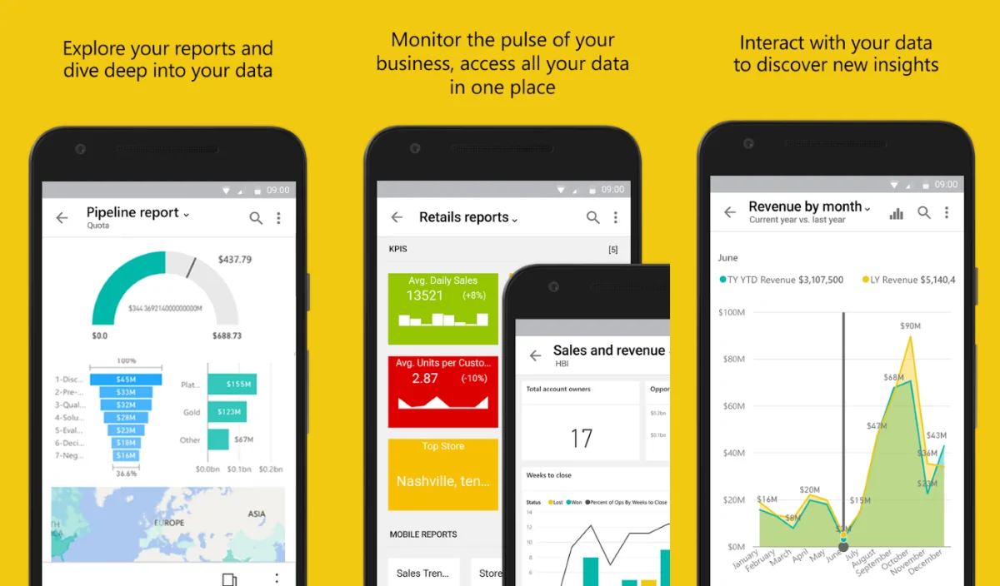 Explore your reports and
dive deep into your data
09:00
Pipeline report
Quota
$437.79
$344.369214000000000M
$0.0
$688.73
100%
1-Disc...
$45M
2-Pre-...
$33M
3-Qual...
$32M
4-Solu...
$28M
5-Eval...
$23M
6-Deci...
$18M
7-Neg...
$16M
36.6%
Plat...
$155M
Gold
$123M
Other
$67M
$0.0bn
$0.1bn
$0.2bn
EUROPE
ASIA
Monitor the pulse of your
business, access all your data
in one place
09:00
Retails reports
KPIS
[5]
Avg. Daily Sales
13521 (+8%)
Avg. Units per Custo...
2.87 (-10%)
Top Store
Nashville, ten...
MOBILE REPORTS
Sales Tren...
Store
Sales and revenue
HBI
Total account owners
17
Oppor
$0.2bn
$0.1bn
Weeks to close
Status Lost Won Percent of Ops By Weeks to Close
14
12
10
8
6
Interact with your data
to discover new insights
09:00
Revenue by month
Current year vs. last year
June
TY YTD Revenue $3,107,500
LY Revenue $5,140,4
$100M
$80M
$60M
$40M
$20M
$0M
$16M
$8M
$20M
$15M
$47M
$68M
$90M
$36M
$43M
January
February
March
April
May
June
July
August
September
October
November
December